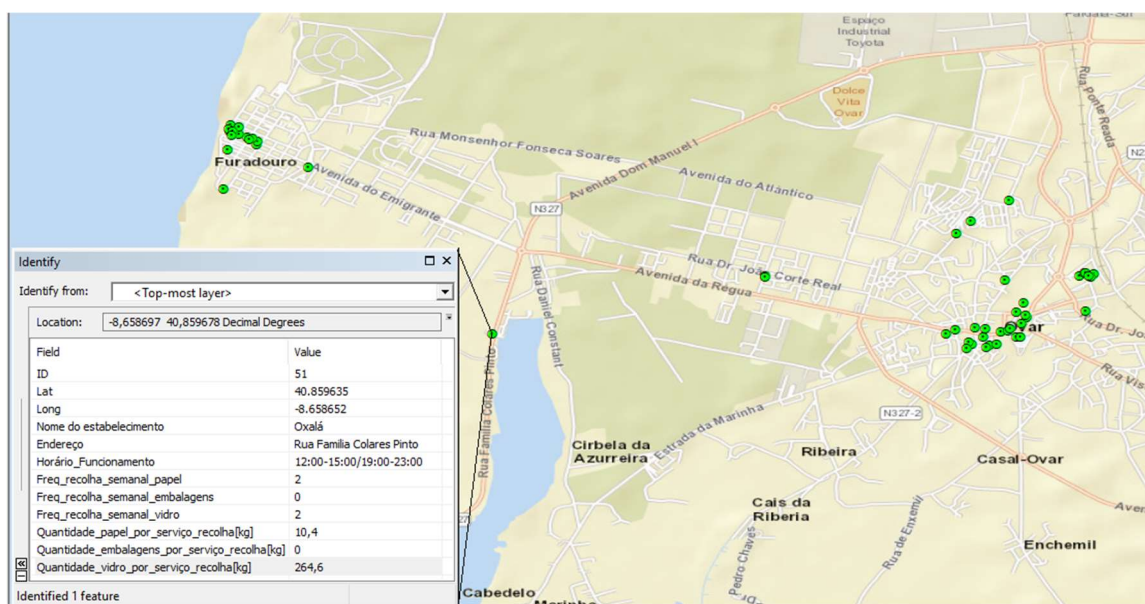 Espaço
Industrial
Toyota
Dolce
Vita
Ovar
Rua Ponte Reada
Rua Monsenhor Fonseca Soares
Furadouro
Avenida Dom Manuel I
Avenida do Emigrante
Avenida do Atlântico
N327
Rua Dr. João Corte Real
Avenida da Regua
Rua Daniel Constant
Ovar
Rua Família Colares Pinto
N327-2
Estrada da Marinha
Cirbela da
Azurreira
Ribeira
Casal-Ovar
Cais da
Riberia
Rua de Enxemil
Enchemil
Pedro Chaves
Cabedelo
Identify
Identify from:
<Top-most layer>
Location:
-8,658697 40,859678 Decimal Degrees
Field Value
ID 51
Lat 40.859635
Long -8.658652
Nome do estabelecimento Oxalá
Endereço Rua Familia Colares Pinto
Horário_Funcionamento 12:00-15:00/19:00-23:00
Freq_recolha_semanal_papel 2
Freq_recolha_semanal_embalagens 0
Freq_recolha_semanal_vidro 2
Quantidade_papel_por_serviço_recolha[kg] 10,4
Quantidade_embalagens_por_serviço_recolha[kg] 0
Quantidade_vidro_por_serviço_recolha[kg] 264,6
Identified 1 feature